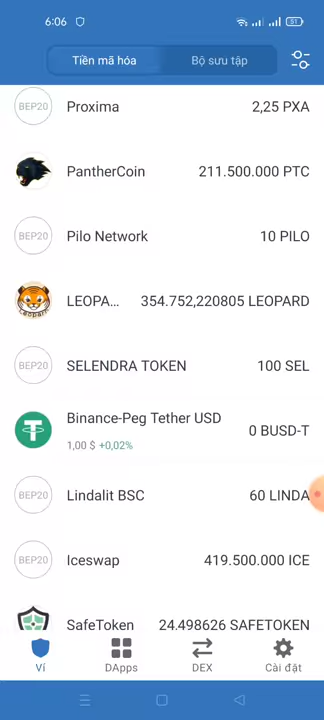 6:06
51
Tiền mã hóa
Bộ sưu tập
BEP20
Proxima
2,25 PXA
PantherCoin
211.500.000 PTC
BEP20
Pilo Network
10 PILO
Leopard
LEOPA...
354.752,220805 LEOPARD
BEP20
SELENDRA TOKEN
100 SEL
Binance-Peg Tether USD
1,00 $ +0,02%
0 BUSD-T
BEP20
Lindalit BSC
60 LINDA
BEP20
Iceswap
419.500.000 ICE
SafeToken
24.498626 SAFETOKEN
Ví
DApps
DEX
Cài đặt